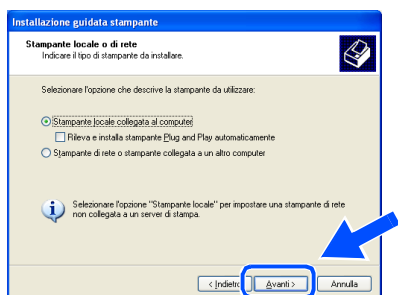 Installazione guidata stampante
Stampante locale o di rete
Indicare il tipo di stampante da installare.
Selezionare l'opzione che descrive la stampante da utilizzare:
Stampante locale collegata al computer
Rileva e installa stampante Plug and Play automaticamente
Stampante di rete o stampante collegata a un altro computer
Selezionare l'opzione "Stampante locale" per impostare una stampante di rete
non collegata a un server di stampa.
< Indietro Avanti > Annulla